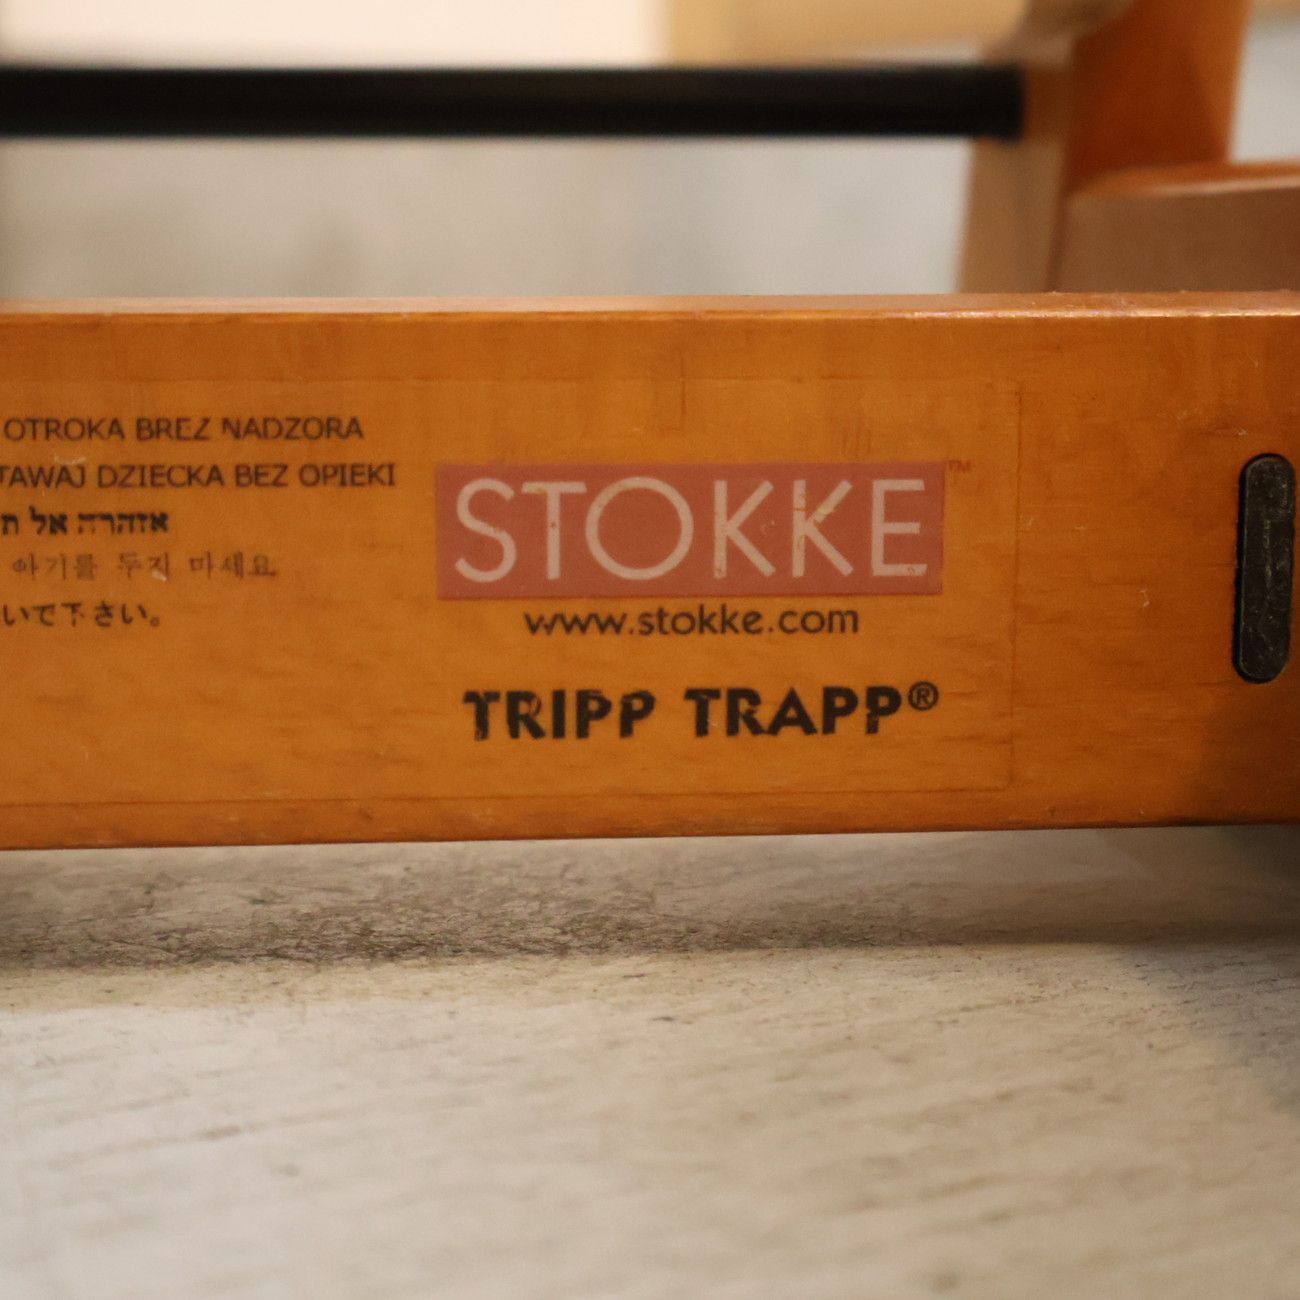 OTROKA BREZ NADZORA
TAWAJ DZIECKA BEZ OPIEKI
אזהרה אל ת
아기를 두지 마세요
いで下さい。
STOKKE™
www.stokke.com
TRIPP TRAPP®